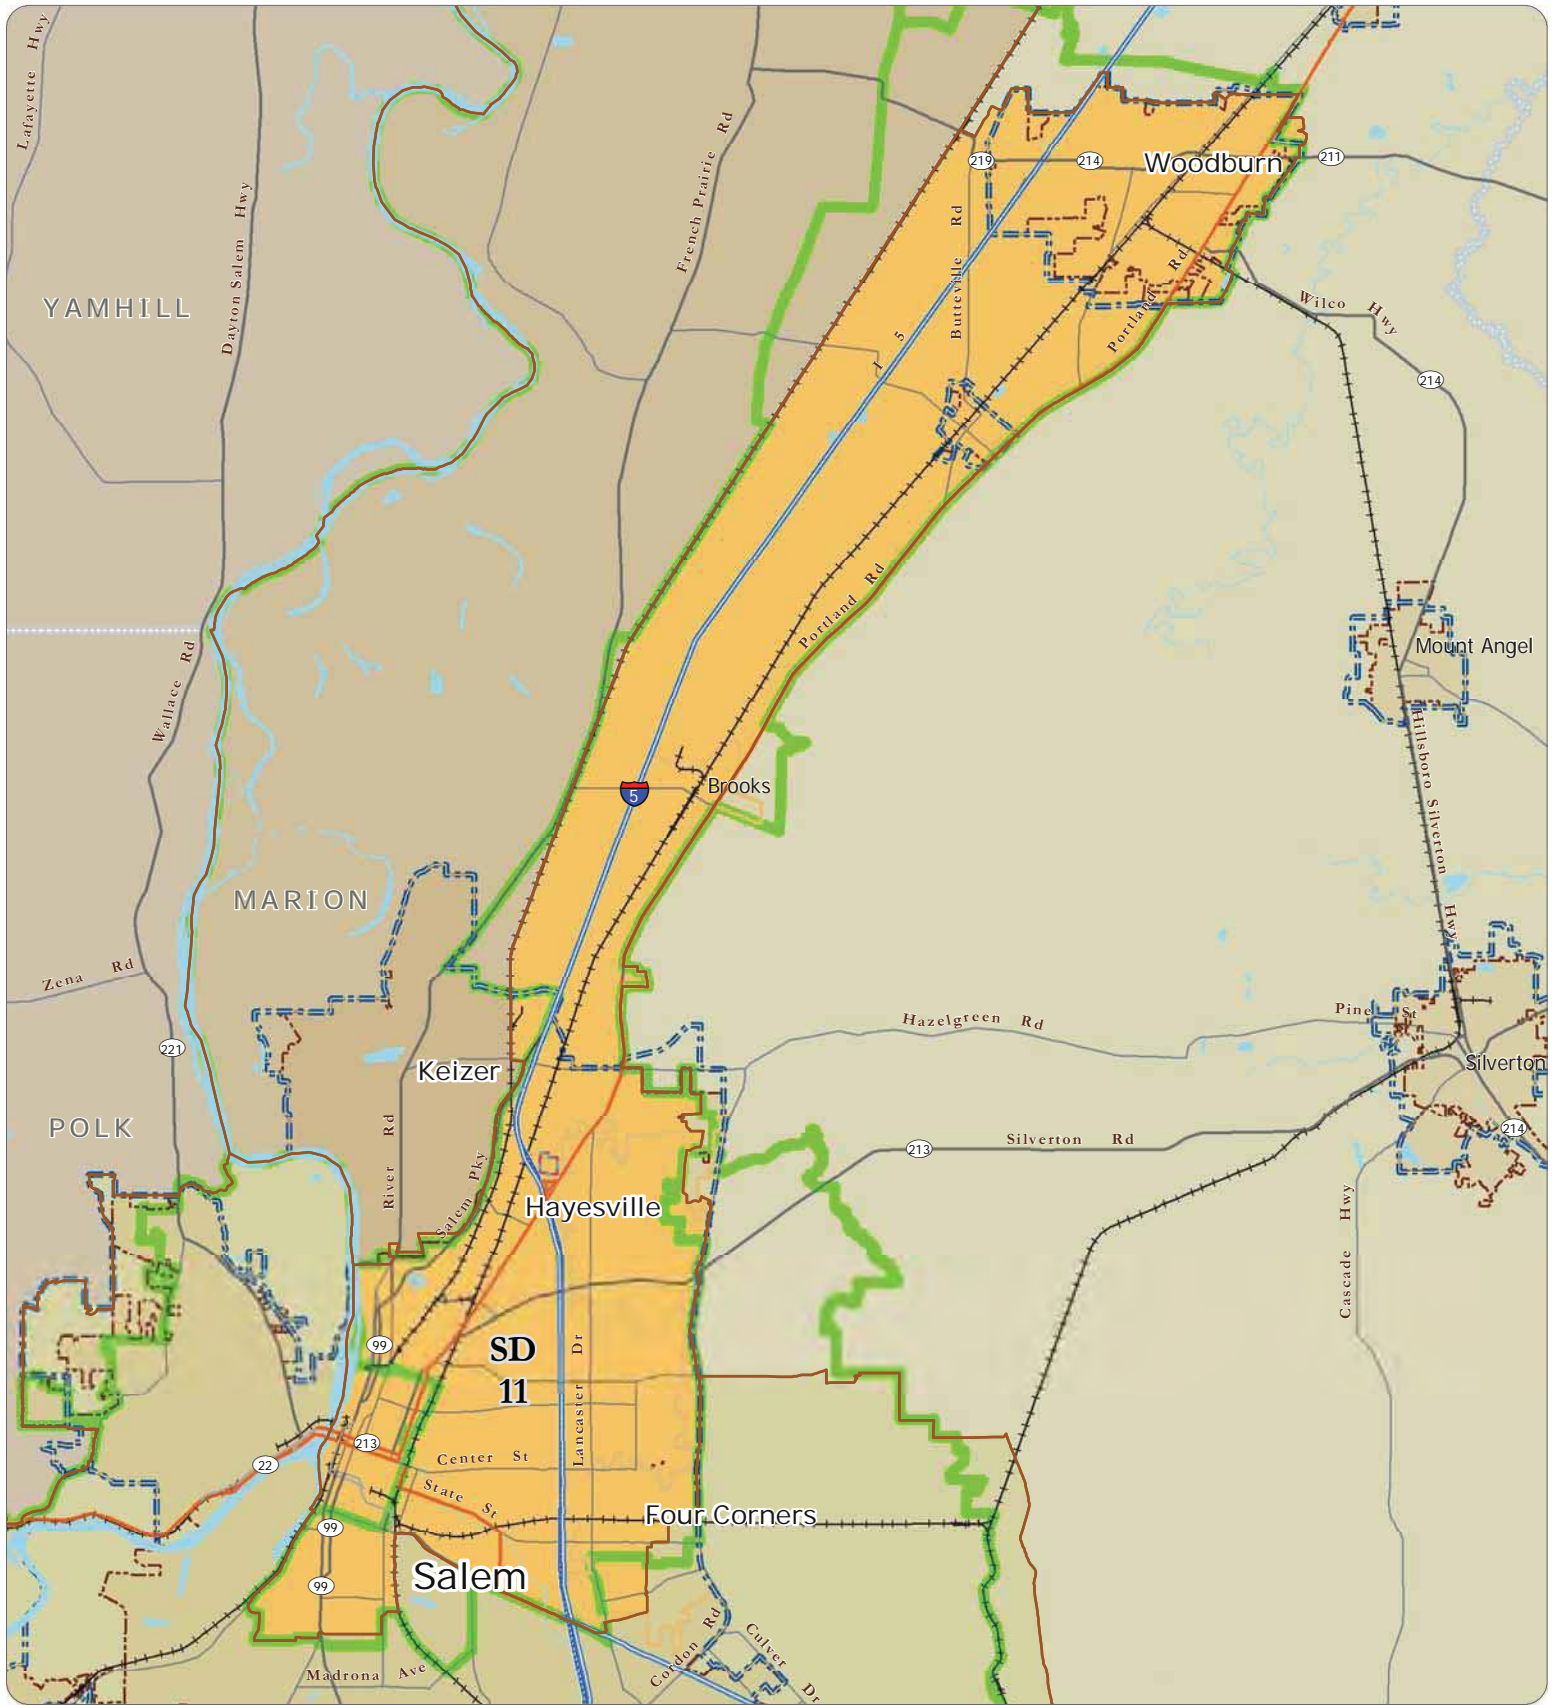 Lafayette Hwy
Dayton Salem Hwy
French Prairie Rd
219
214
Woodburn
211
Butteville Rd
Portland Rd
Wilco Hwy
YAMHILL
I 5
214
Portland Rd
Mount Angel
Wallace Rd
Hillsboro Silverton Hwy
5
Brooks
MARION
Zena Rd
221
Hazelgreen Rd
Pine St
Keizer
Silverton
POLK
River Rd
Salem Pky
213
Silverton Rd
214
Hayesville
Cascade Hwy
99
SD
11
Lancaster Dr
213
22
Center St
State St
Four Corners
99
Salem
99
Cordon Rd
Culver Dr
Madrona Ave